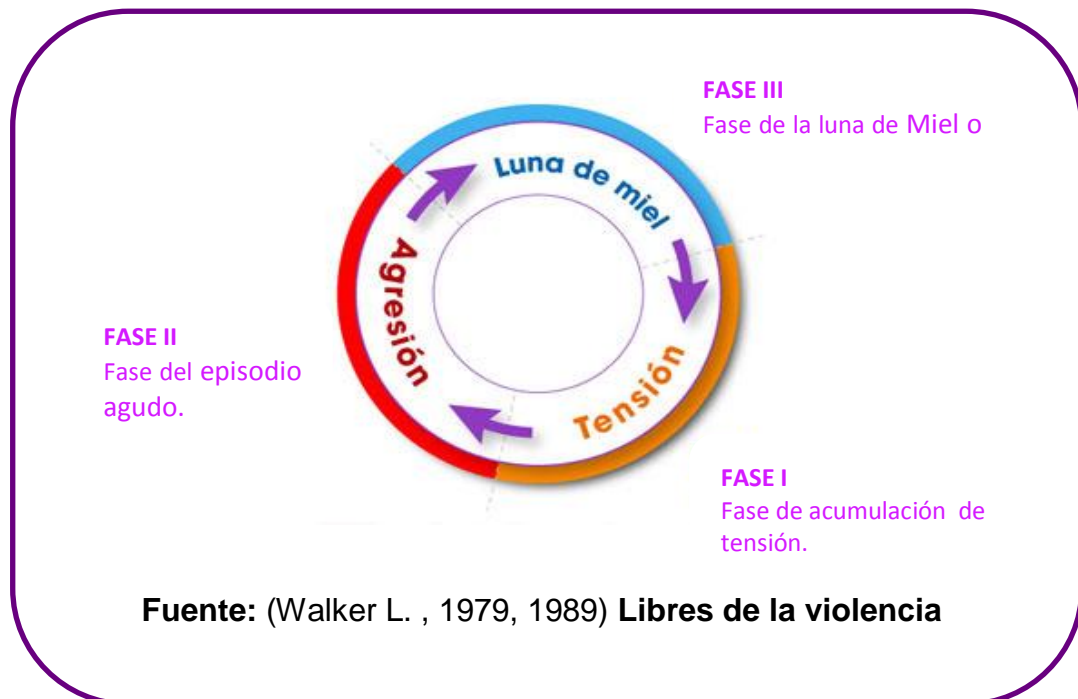 FASE III
Fase de la luna de Miel o
Luna de miel
Agresión
Tensión
FASE II
Fase del episodio
agudo.
FASE I
Fase de acumulación de
tensión.
Fuente: (Walker L. , 1979, 1989) Libres de la violencia